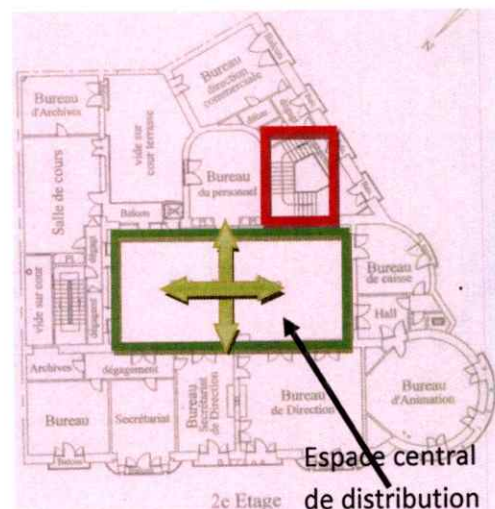 Bureau
direction
commerciale
Bureau
d'Archives
vide sur
cour terrasse
Salle de cours
Bureau
du personnel
Balcon
dégagt
vide sur cour
dégagement
Bureau
de caisse
Hall
Archives
dégagement
Bureau
Secrétariat
Bureau
Secrétariat
de Direction
Bureau
de Direction
Bureau
d'Animation
Espace central
de distribution
2e Etage
N